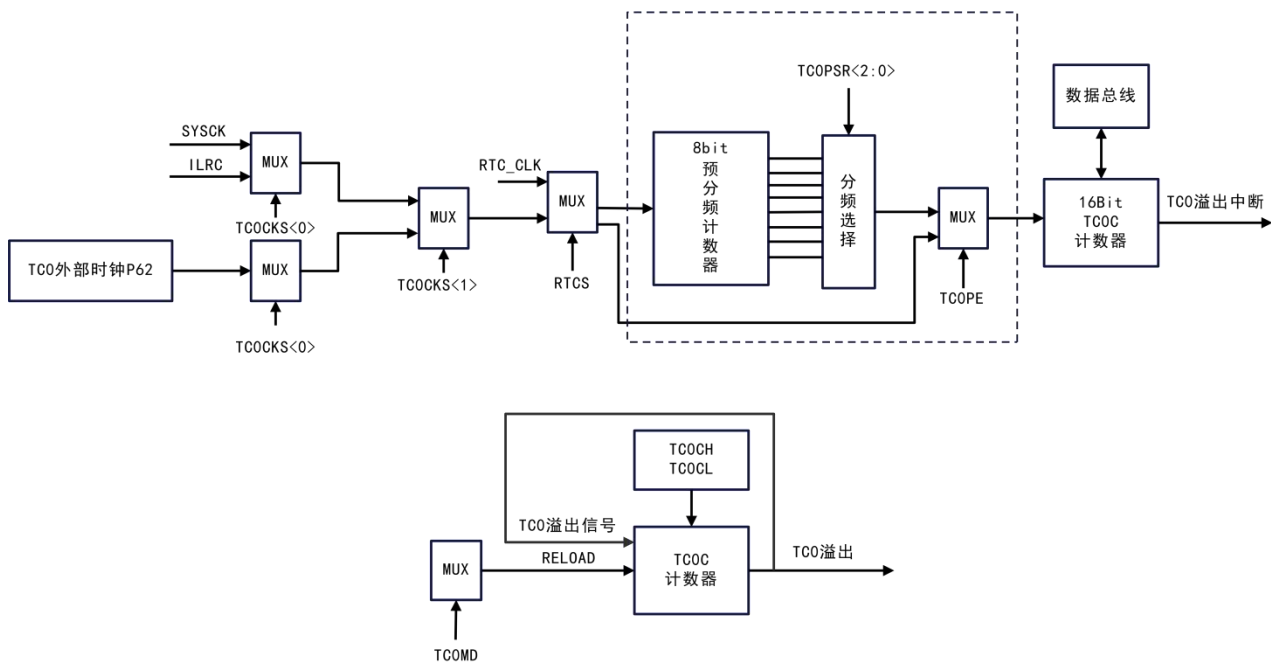 TC0PSR<2:0>
数据总线
SYSCK
ILRC
MUX
TC0CKS<0>
TC0外部时钟P62
MUX
TC0CKS<0>
MUX
TC0CKS<1>
RTC_CLK
MUX
RTCS
8bit
预
分
频
计
数
器
分
频
选
择
MUX
TC0PE
16Bit
TC0C
计数器
TC0溢出中断
TC0CH
TC0CL
TC0溢出信号
MUX
RELOAD
TC0C
计数器
TC0溢出
TC0MD